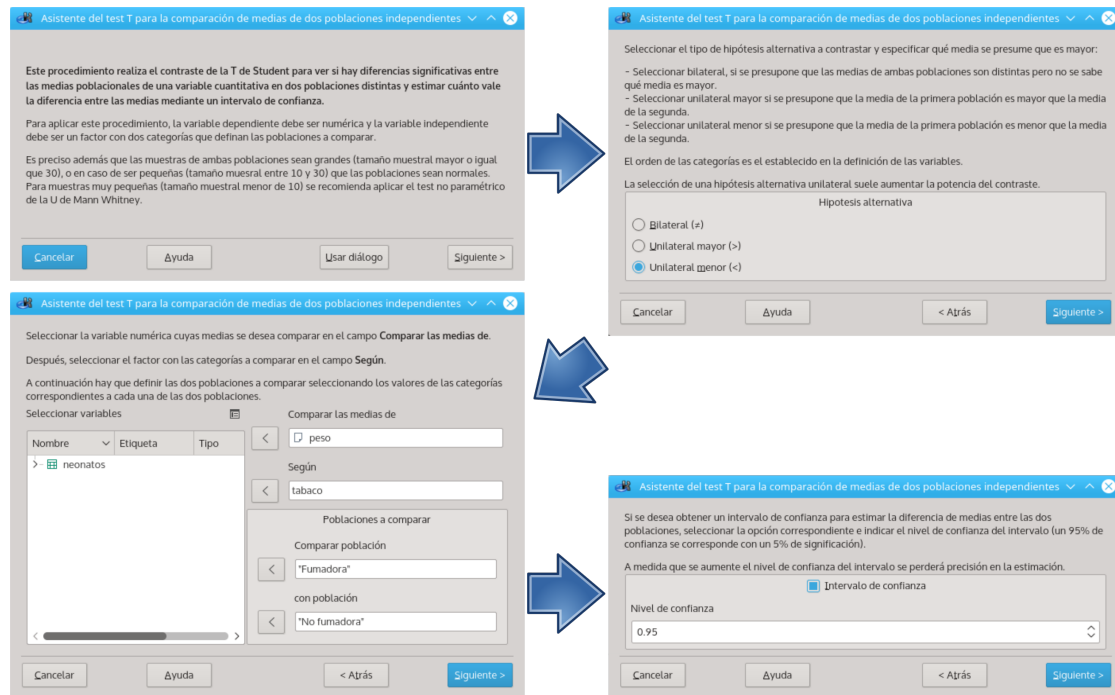 Asistente del test T para la comparación de medias de dos poblaciones independientes
Este procedimiento realiza el contraste de la T de Student para ver si hay diferencias significativas entre
las medias poblacionales de una variable cuantitativa en dos poblaciones distintas y estimar cuánto vale
la diferencia entre las medias mediante un intervalo de confianza.
Para aplicar este procedimiento, la variable dependiente debe ser numérica y la variable independiente
debe ser un factor con dos categorías que definan las poblaciones a comparar.
Es preciso además que las muestras de ambas poblaciones sean grandes (tamaño muestral mayor o igual
que 30), o en caso de ser pequeñas (tamaño muesral entre 10 y 30) que las poblaciones sean normales.
Para muestras muy pequeñas (tamaño muestral menor de 10) se recomienda aplicar el test no paramétrico
de la U de Mann Whitney.
Cancelar
Ayuda
Usar diálogo
Siguiente >
Asistente del test T para la comparación de medias de dos poblaciones independientes
Seleccionar el tipo de hipótesis alternativa a contrastar y especificar qué media se presume que es mayor:
- Seleccionar bilateral, si se presupone que las medias de ambas poblaciones son distintas pero no se sabe
qué media es mayor.
- Seleccionar unilateral mayor si se presupone que la media de la primera población es mayor que la media
de la segunda.
- Seleccionar unilateral menor si se presupone que la media de la primera población es menor que la media
de la segunda.
El orden de las categorías es el establecido en la definición de las variables.
La selección de una hipótesis alternativa unilateral suele aumentar la potencia del contraste.
Hipotesis alternativa
Bilateral (≠)
Unilateral mayor (>)
Unilateral menor (<)
Cancelar
Ayuda
< Atrás
Siguiente >
Asistente del test T para la comparación de medias de dos poblaciones independientes
Seleccionar la variable numérica cuyas medias se desea comparar en el campo Comparar las medias de.
Después, seleccionar el factor con las categorías a comparar en el campo Según.
A continuación hay que definir las dos poblaciones a comparar seleccionando los valores de las categorías
correspondientes a cada una de las dos poblaciones.
Seleccionar variables
Nombre Etiqueta Tipo
neonatos
Comparar las medias de
peso
Según
tabaco
Poblaciones a comparar
Comparar población
"Fumadora"
con población
"No fumadora"
Cancelar
Ayuda
< Atrás
Siguiente >
Asistente del test T para la comparación de medias de dos poblaciones independientes
Si se desea obtener un intervalo de confianza para estimar la diferencia de medias entre las dos
poblaciones, seleccionar la opción correspondiente e indicar el nivel de confianza del intervalo (un 95% de
confianza se corresponde con un 5% de significación).
A medida que se aumente el nivel de confianza del intervalo se perderá precisión en la estimación.
Intervalo de confianza
Nivel de confianza
0.95
Cancelar
Ayuda
< Atrás
Siguiente >